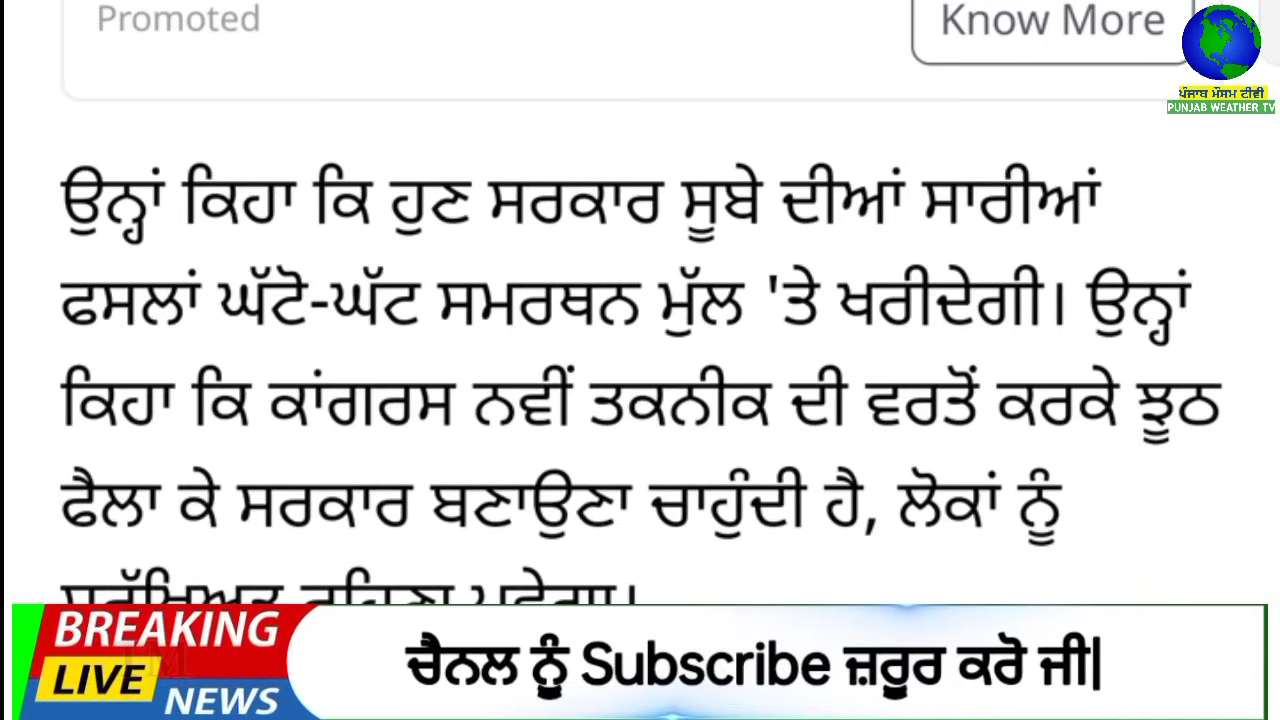 Promoted
Know More
ਪੰਜਾਬ ਮੌਸਮ ਟੀਵੀ
PUNJAB WEATHER TV
ਉਨ੍ਹਾਂ ਕਿਹਾ ਕਿ ਹੁਣ ਸਰਕਾਰ ਸੂਬੇ ਦੀਆਂ ਸਾਰੀਆਂ
ਫਸਲਾਂ ਘੱਟੋ-ਘੱਟ ਸਮਰਥਨ ਮੁੱਲ 'ਤੇ ਖਰੀਦੇਗੀ। ਉਨ੍ਹਾਂ
ਕਿਹਾ ਕਿ ਕਾਂਗਰਸ ਨਵੀਂ ਤਕਨੀਕ ਦੀ ਵਰਤੋਂ ਕਰਕੇ ਝੂਠ
ਫੈਲਾ ਕੇ ਸਰਕਾਰ ਬਣਾਉਣਾ ਚਾਹੁੰਦੀ ਹੈ, ਲੋਕਾਂ ਨੂੰ
BREAKING
LIVE
NEWS
ਚੈਨਲ ਨੂੰ Subscribe ਜ਼ਰੂਰ ਕਰੋ ਜੀ|